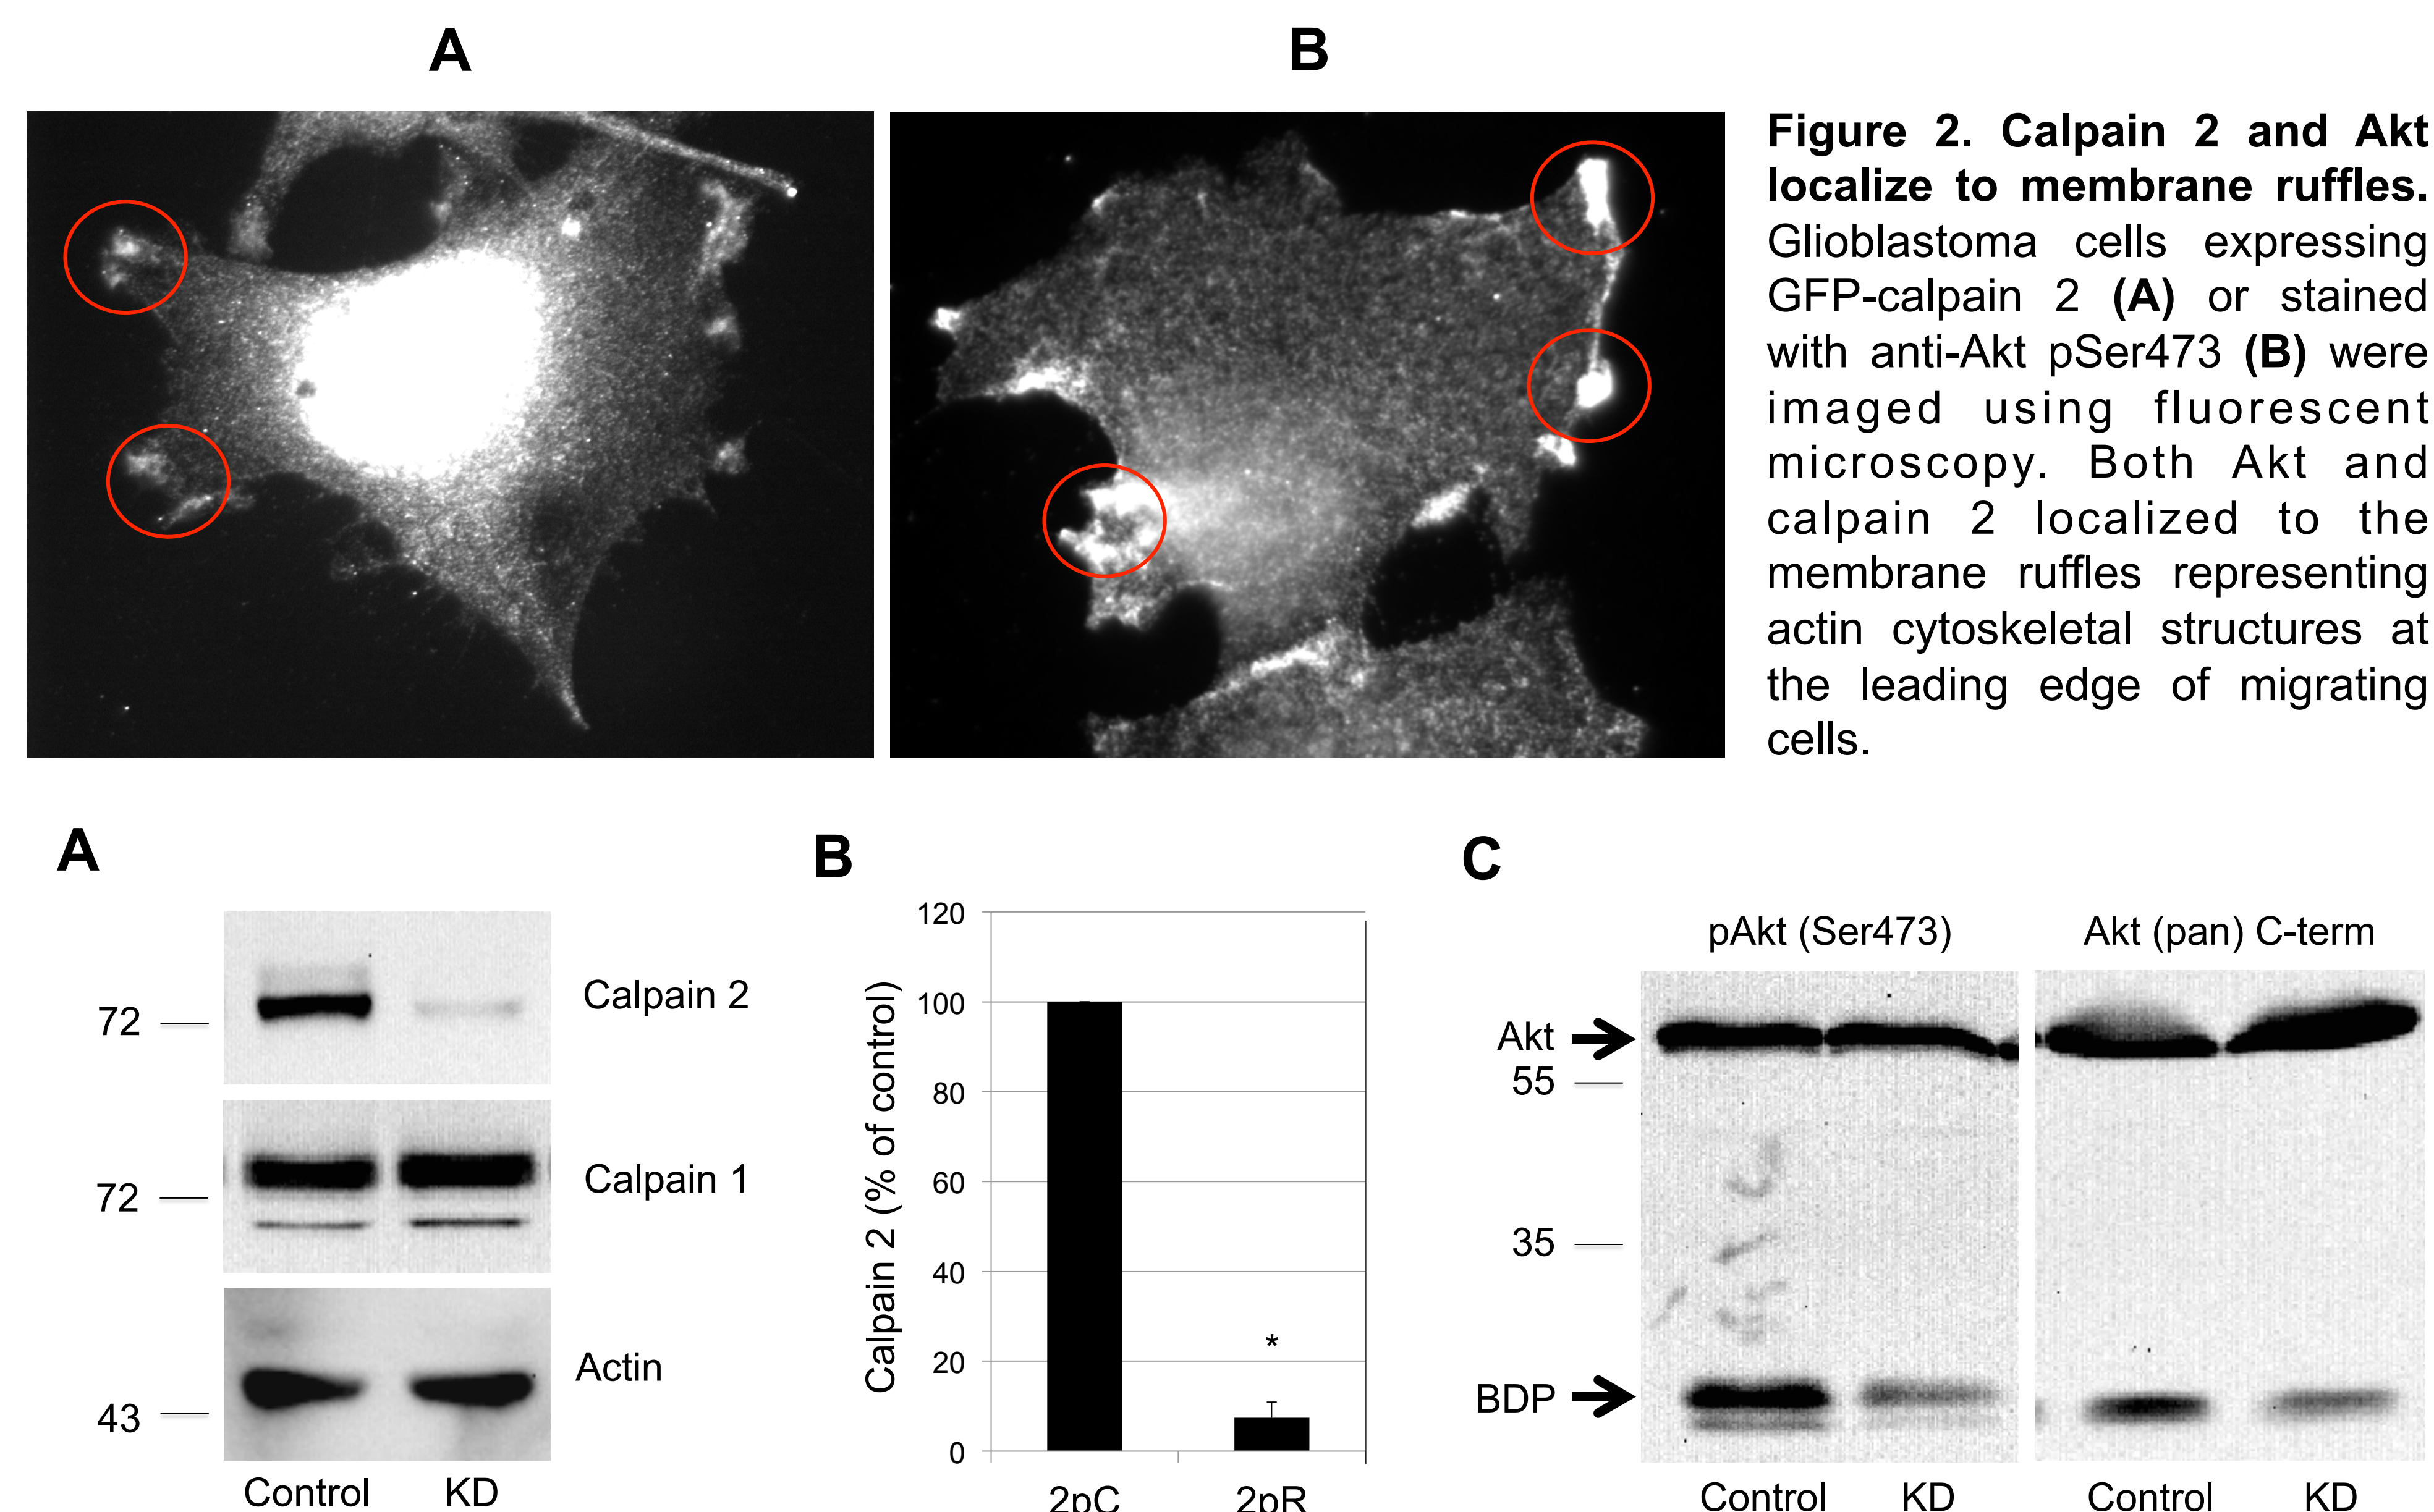 A
B
Figure 2. Calpain 2 and Akt
localize to membrane ruffles.
Glioblastoma cells expressing
GFP-calpain 2 (A) or stained
with anti-Akt pSer473 (B) were
imaged using fluorescent
microscopy. Both Akt and
calpain 2 localized to the
membrane ruffles representing
actin cytoskeletal structures at
the leading edge of migrating
cells.
A
72
Calpain 2
72
Calpain 1
43
Actin
Control KD
B
Calpain 2 (% of control)
120
100
80
60
40
20
0
*
2pC 2pR
C
pAkt (Ser473) Akt (pan) C-term
Akt
55
35
BDP
Control KD Control KD